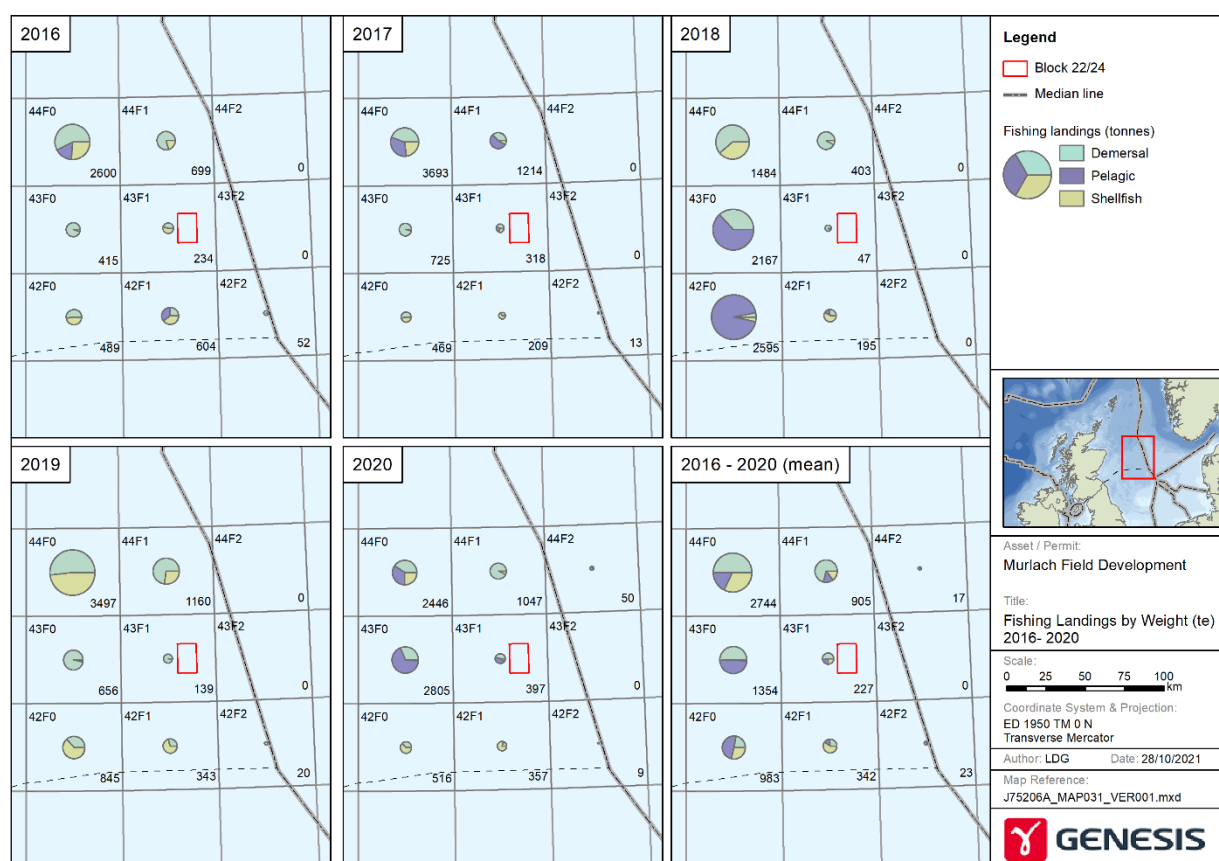 2016
44F0
44F1
44F2
2600
699
0
43F0
43F1
43F2
415
234
0
42F0
42F1
42F2
489
604
52
2017
44F0
44F1
44F2
3693
1214
0
43F0
43F1
43F2
725
318
0
42F0
42F1
42F2
469
209
13
2018
44F0
44F1
44F2
1484
403
0
43F0
43F1
43F2
2167
47
0
42F0
42F1
42F2
2595
195
0
2019
44F0
44F1
44F2
3497
1160
0
43F0
43F1
43F2
656
139
0
42F0
42F1
42F2
845
343
20
2020
44F0
44F1
44F2
2446
1047
50
43F0
43F1
43F2
2805
397
0
42F0
42F1
42F2
516
357
9
2016 - 2020 (mean)
44F0
44F1
44F2
2744
905
17
43F0
43F1
43F2
1354
227
0
42F0
42F1
42F2
983
342
23
Legend
Block 22/24
Median line
Fishing landings (tonnes)
Demersal
Pelagic
Shellfish
Asset / Permit:
Murlach Field Development
Title:
Fishing Landings by Weight (te)
2016- 2020
Scale:
0 25 50 75 100
km
Coordinate System & Projection:
ED 1950 TM 0 N
Transverse Mercator
Author: LDG Date: 28/10/2021
Map Reference:
J75206A_MAP031_VER001.mxd
GENESIS